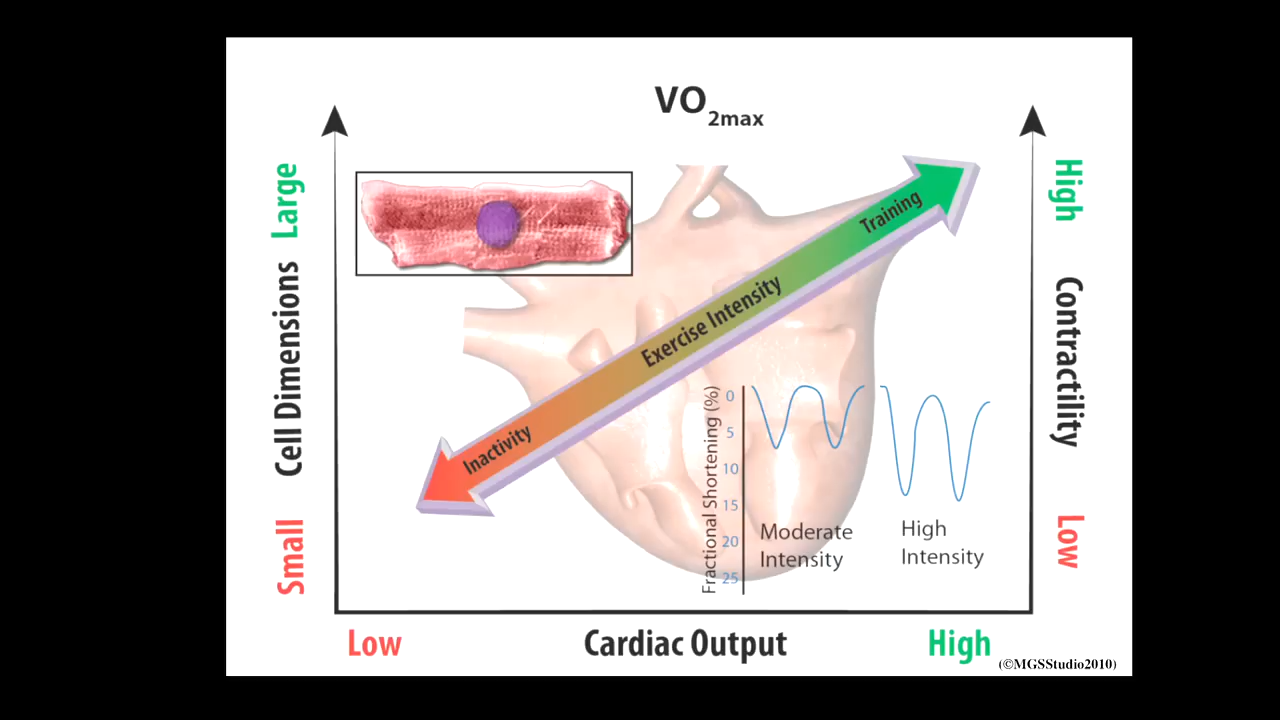 VO2max
Large
Cell Dimensions
Small
High
Contractility
Low
Training
Exercise Intensity
Inactivity
Fractional Shortening (%)
0
5
10
15
20
25
Moderate
Intensity
High
Intensity
Low
Cardiac Output
High
(©MGSStudio2010)